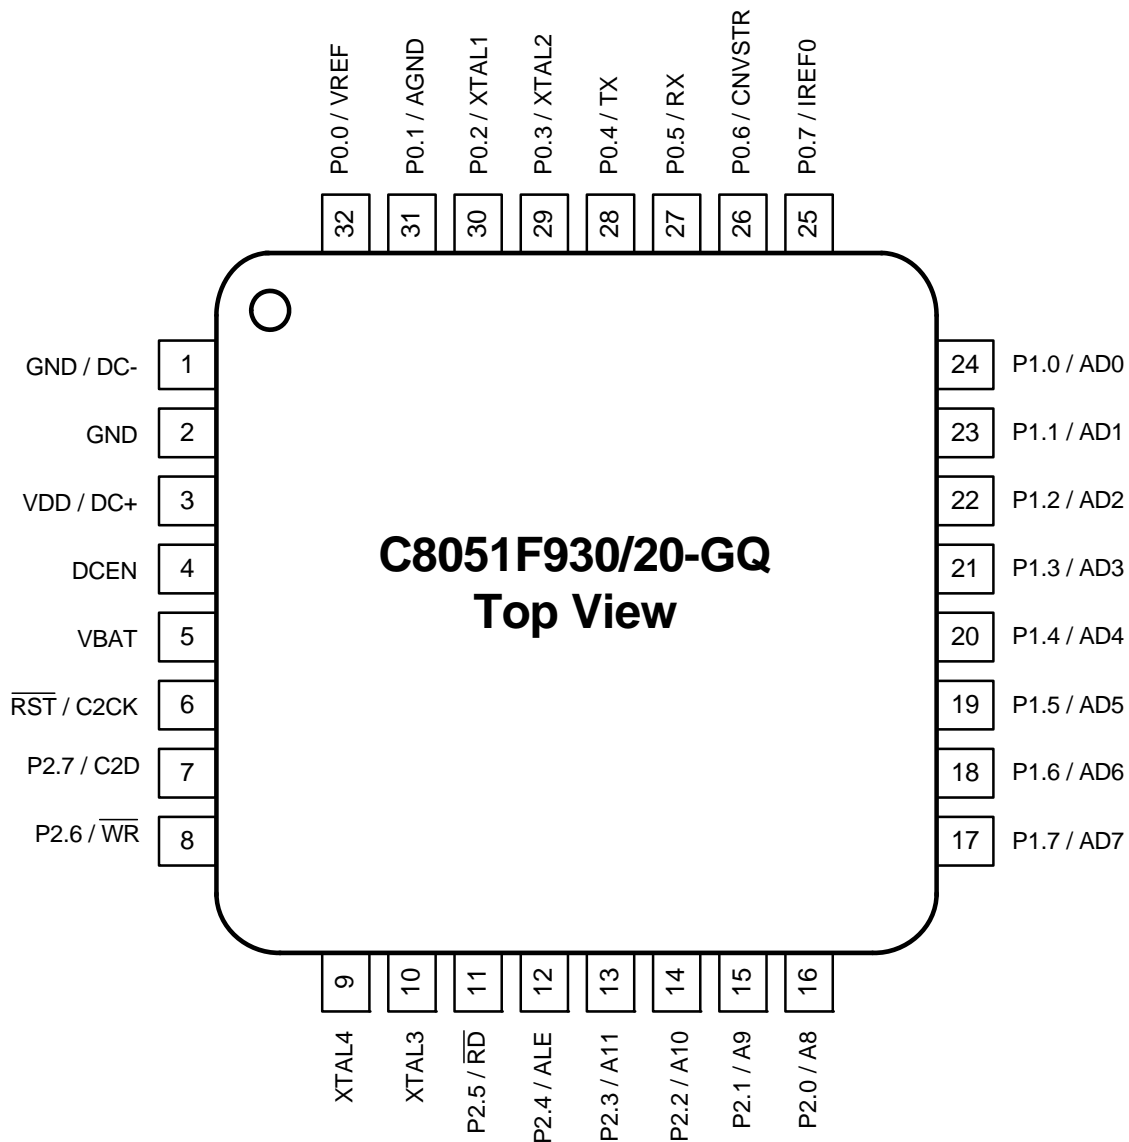 P0.0 / VREF
P0.1 / AGND
P0.2 / XTAL1
P0.3 / XTAL2
P0.4 / TX
P0.5 / RX
P0.6 / CNVSTR
P0.7 / IREF0
32
31
30
29
28
27
26
25
GND / DC- 1
GND 2
VDD / DC+ 3
DCEN 4
VBAT 5
R̅S̅T̅ / C2CK 6
P2.7 / C2D 7
P2.6 / W̅R̅ 8
C8051F930/20-GQ
Top View
24 P1.0 / AD0
23 P1.1 / AD1
22 P1.2 / AD2
21 P1.3 / AD3
20 P1.4 / AD4
19 P1.5 / AD5
18 P1.6 / AD6
17 P1.7 / AD7
9
10
11
12
13
14
15
16
XTAL4
XTAL3
P2.5 / R̅D̅
P2.4 / ALE
P2.3 / A11
P2.2 / A10
P2.1 / A9
P2.0 / A8